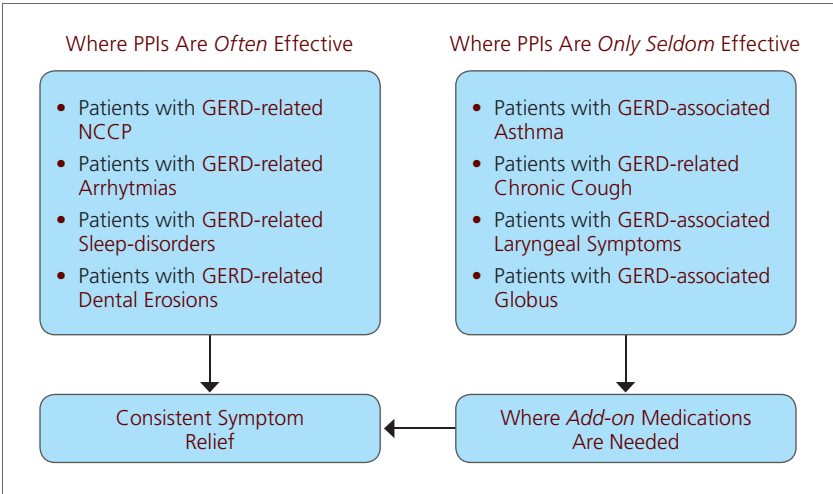 Where PPIs Are Often Effective
• Patients with GERD-related
NCCP
• Patients with GERD-related
Arrhytmias
• Patients with GERD-related
Sleep-disorders
• Patients with GERD-related
Dental Erosions
Consistent Symptom
Relief
Where PPIs Are Only Seldom Effective
• Patients with GERD-associated
Asthma
• Patients with GERD-related
Chronic Cough
• Patients with GERD-associated
Laryngeal Symptoms
• Patients with GERD-associated
Globus
Where Add-on Medications
Are Needed